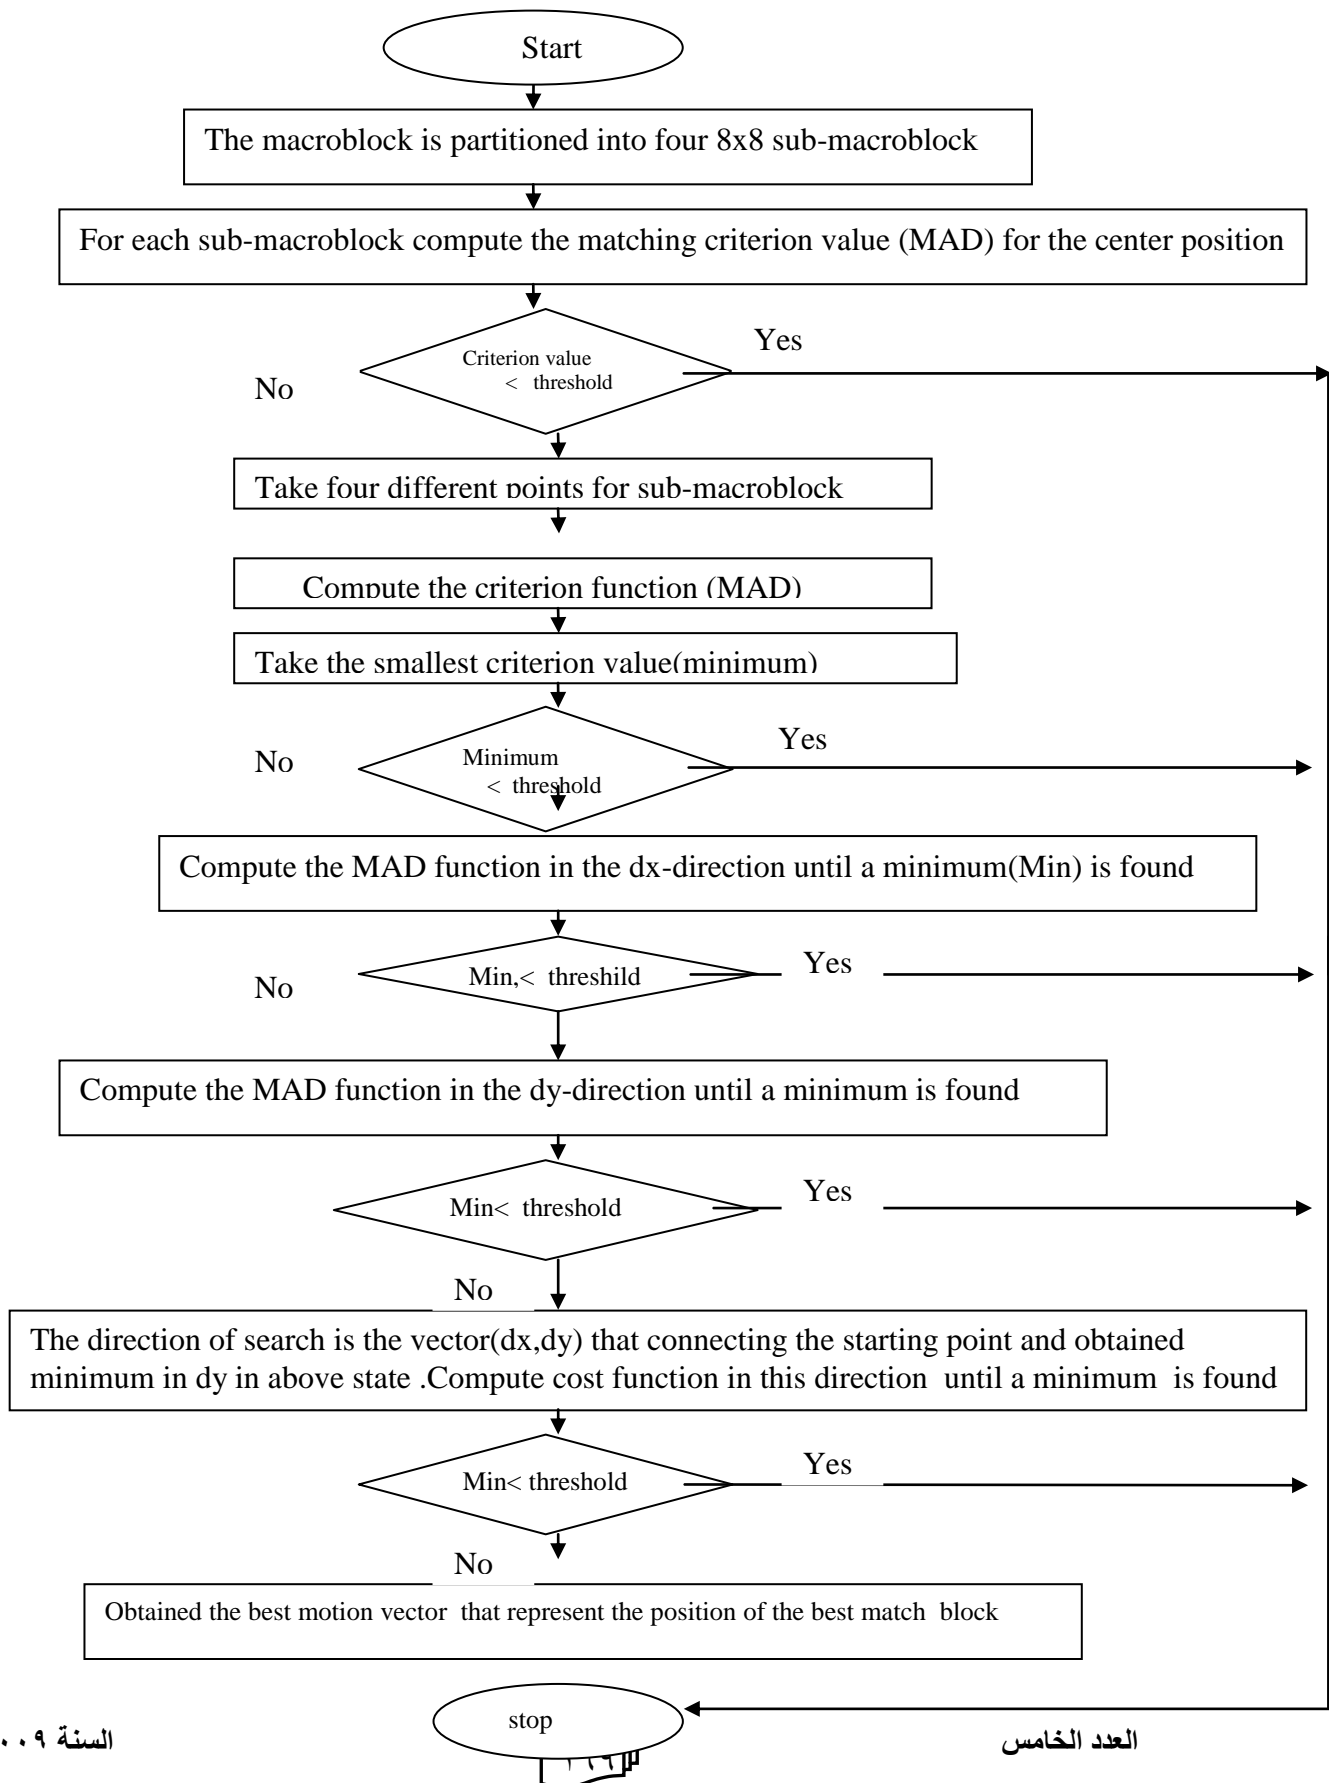 Start
The macroblock is partitioned into four 8x8 sub-macroblock
For each sub-macroblock compute the matching criterion value (MAD) for the center position
Yes
Criterion value
< threshold
No
Take four different points for sub-macroblock
Compute the criterion function (MAD)
Take the smallest criterion value(minimum)
Yes
No
Minimum
< threshold
Compute the MAD function in the dx-direction until a minimum(Min) is found
Yes
Min,< threshild
No
Compute the MAD function in the dy-direction until a minimum is found
Yes
Min< threshold
No
The direction of search is the vector(dx,dy) that connecting the starting point and obtained
minimum in dy in above state .Compute cost function in this direction until a minimum is found
Yes
Min< threshold
No
Obtained the best motion vector that represent the position of the best match block
stop
العدد الخامس
السنة